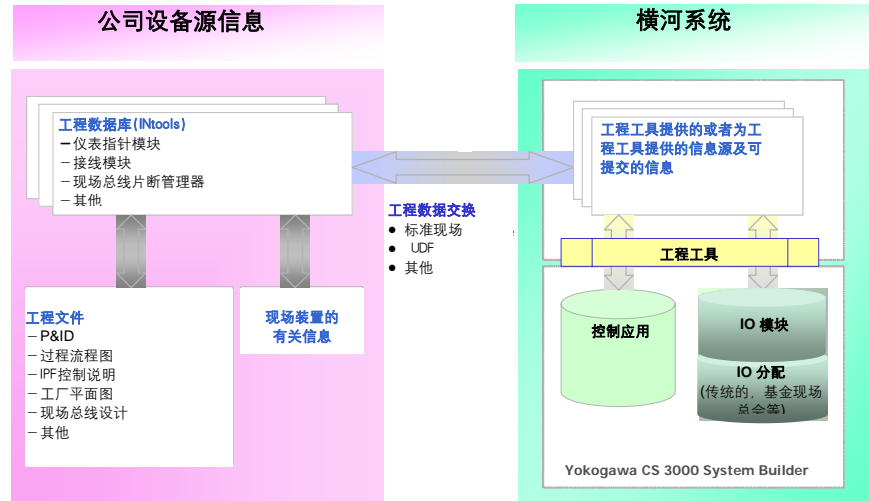 公司设备源信息
横河系统
工程数据库(INtools)
－仪表指针模块
－接线模块
－现场总线片断管理器
－其他
工程数据交换
● 标准现场
● UDF
● 其他
工程文件
－P&ID
－过程流程图
－IPF控制说明
－工厂平面图
－现场总线设计
－其他
现场装置的
有关信息
工程工具提供的或者为工
程工具提供的信息源及可
提交的信息
工程工具
控制应用
IO 模块
IO 分配
(传统的，基金现场
总会等)
Yokogawa CS 3000 System Builder